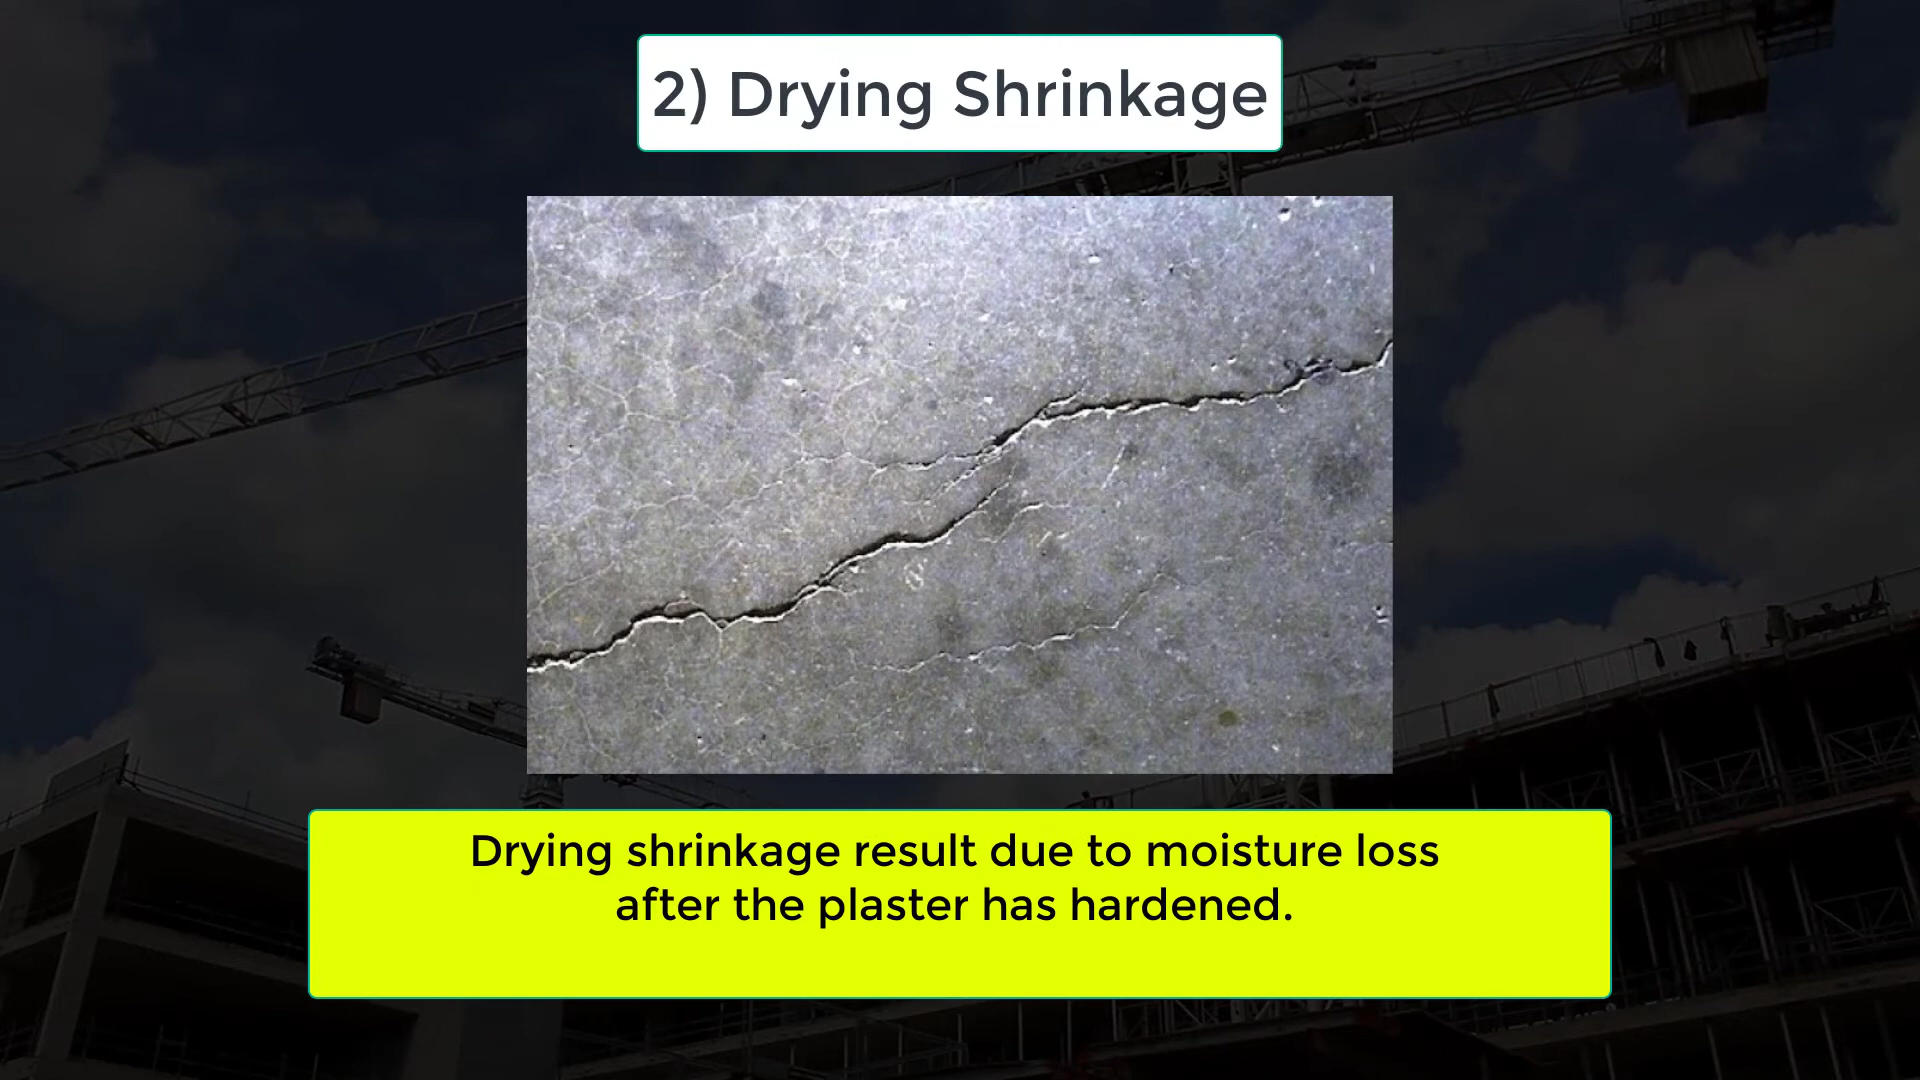 2) Drying Shrinkage
Drying shrinkage result due to moisture loss
after the plaster has hardened.